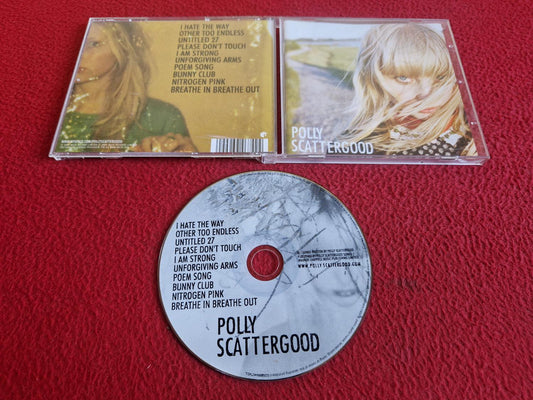 I HATE THE WAY
OTHER TOO ENDLESS
UNTITLED 27
PLEASE DON'T TOUCH
I AM STRONG
UNFORGIVING ARMS
POEM SONG
BUNNY CLUB
NITROGEN PINK
BREATHE IN BREATHE OUT
POLLY
SCATTERGOOD
I HATE THE WAY
OTHER TOO ENDLESS
UNTITLED 27
PLEASE DON'T TOUCH
I AM STRONG
UNFORGIVING ARMS
POEM SONG
BUNNY CLUB
NITROGEN PINK
BREATHE IN BREATHE OUT
WWW.POLLYSCATTERGOOD.COM
POLLY
SCATTERGOOD